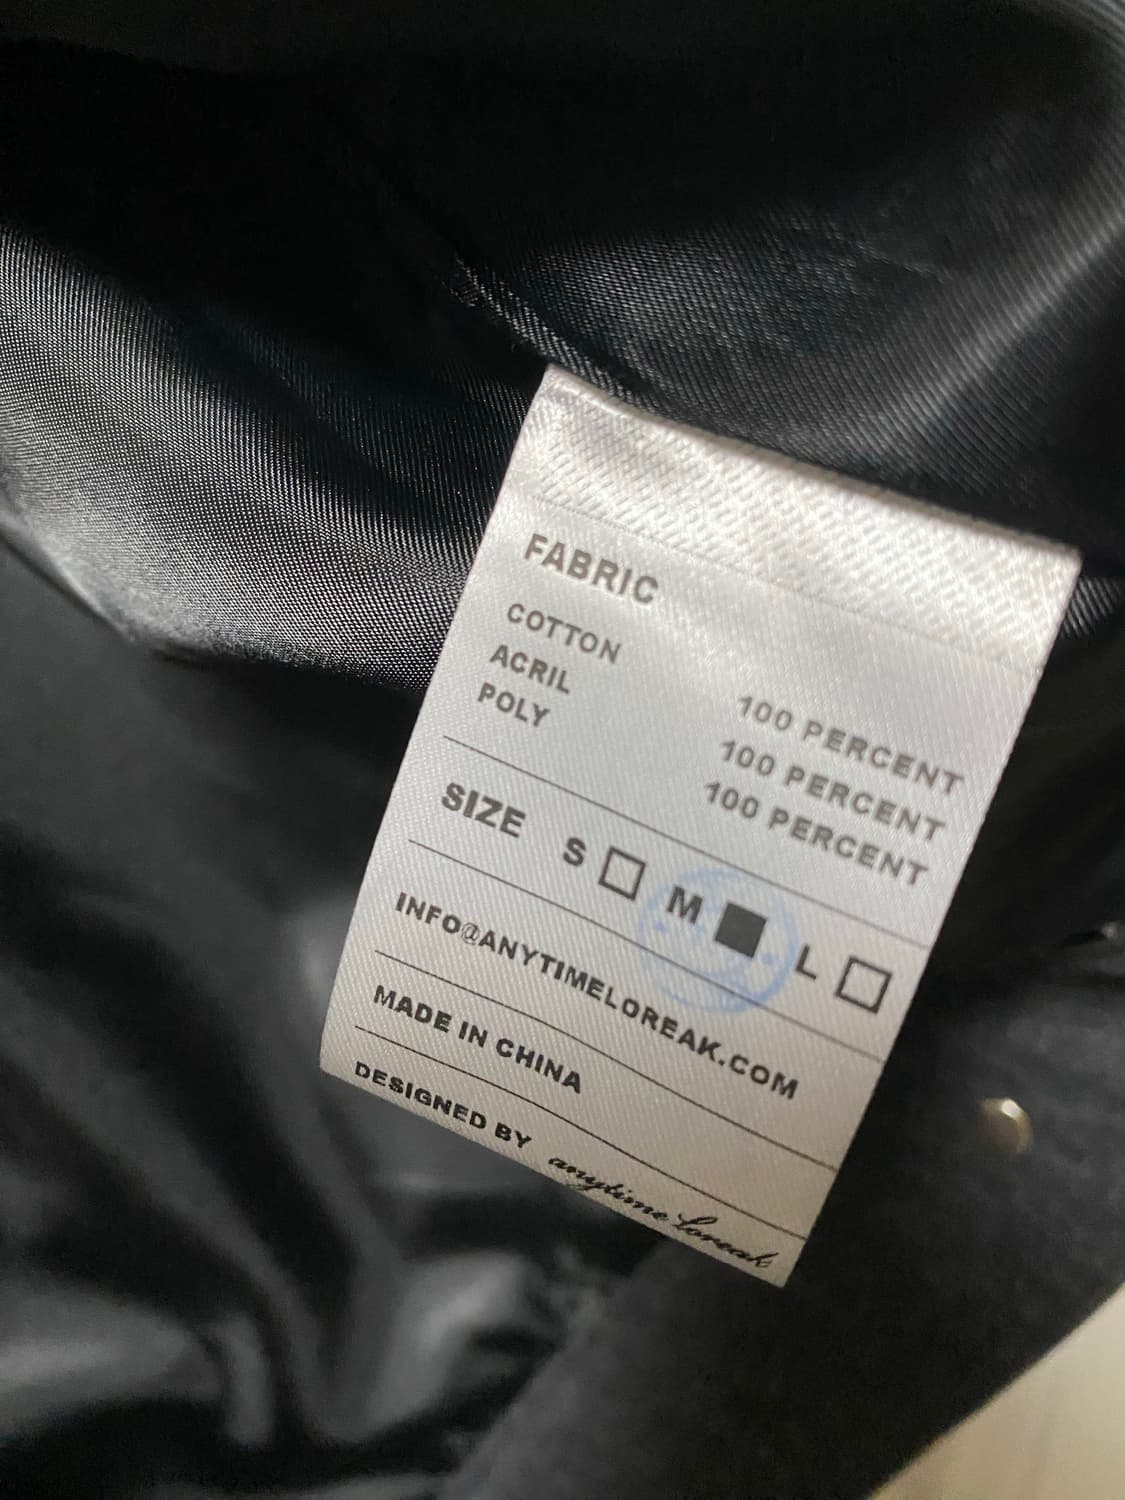 FABRIC
COTTON 100 PERCENT
ACRIL 100 PERCENT
POLY 100 PERCENT
SIZE S M L
INFO@ANYTIMELOREAK.COM
MADE IN CHINA
DESIGNED BY anytime loreak